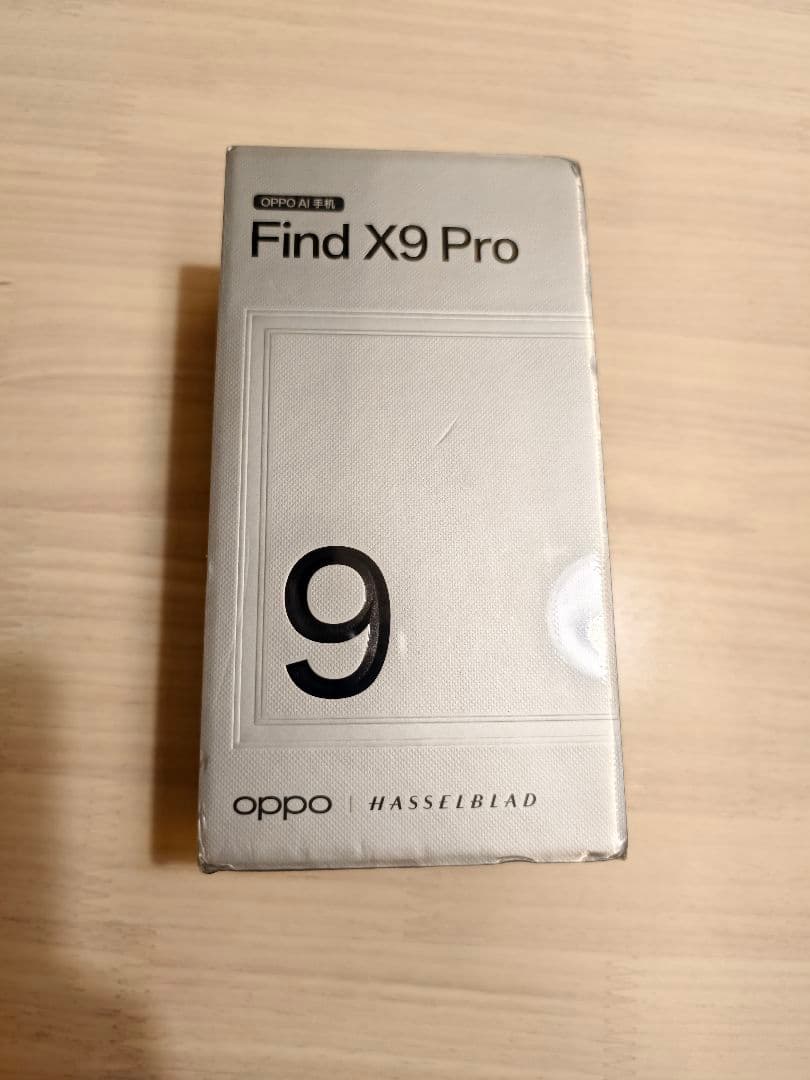 OPPO AI 手机
Find X9 Pro
9
oppo | HASSELBLAD